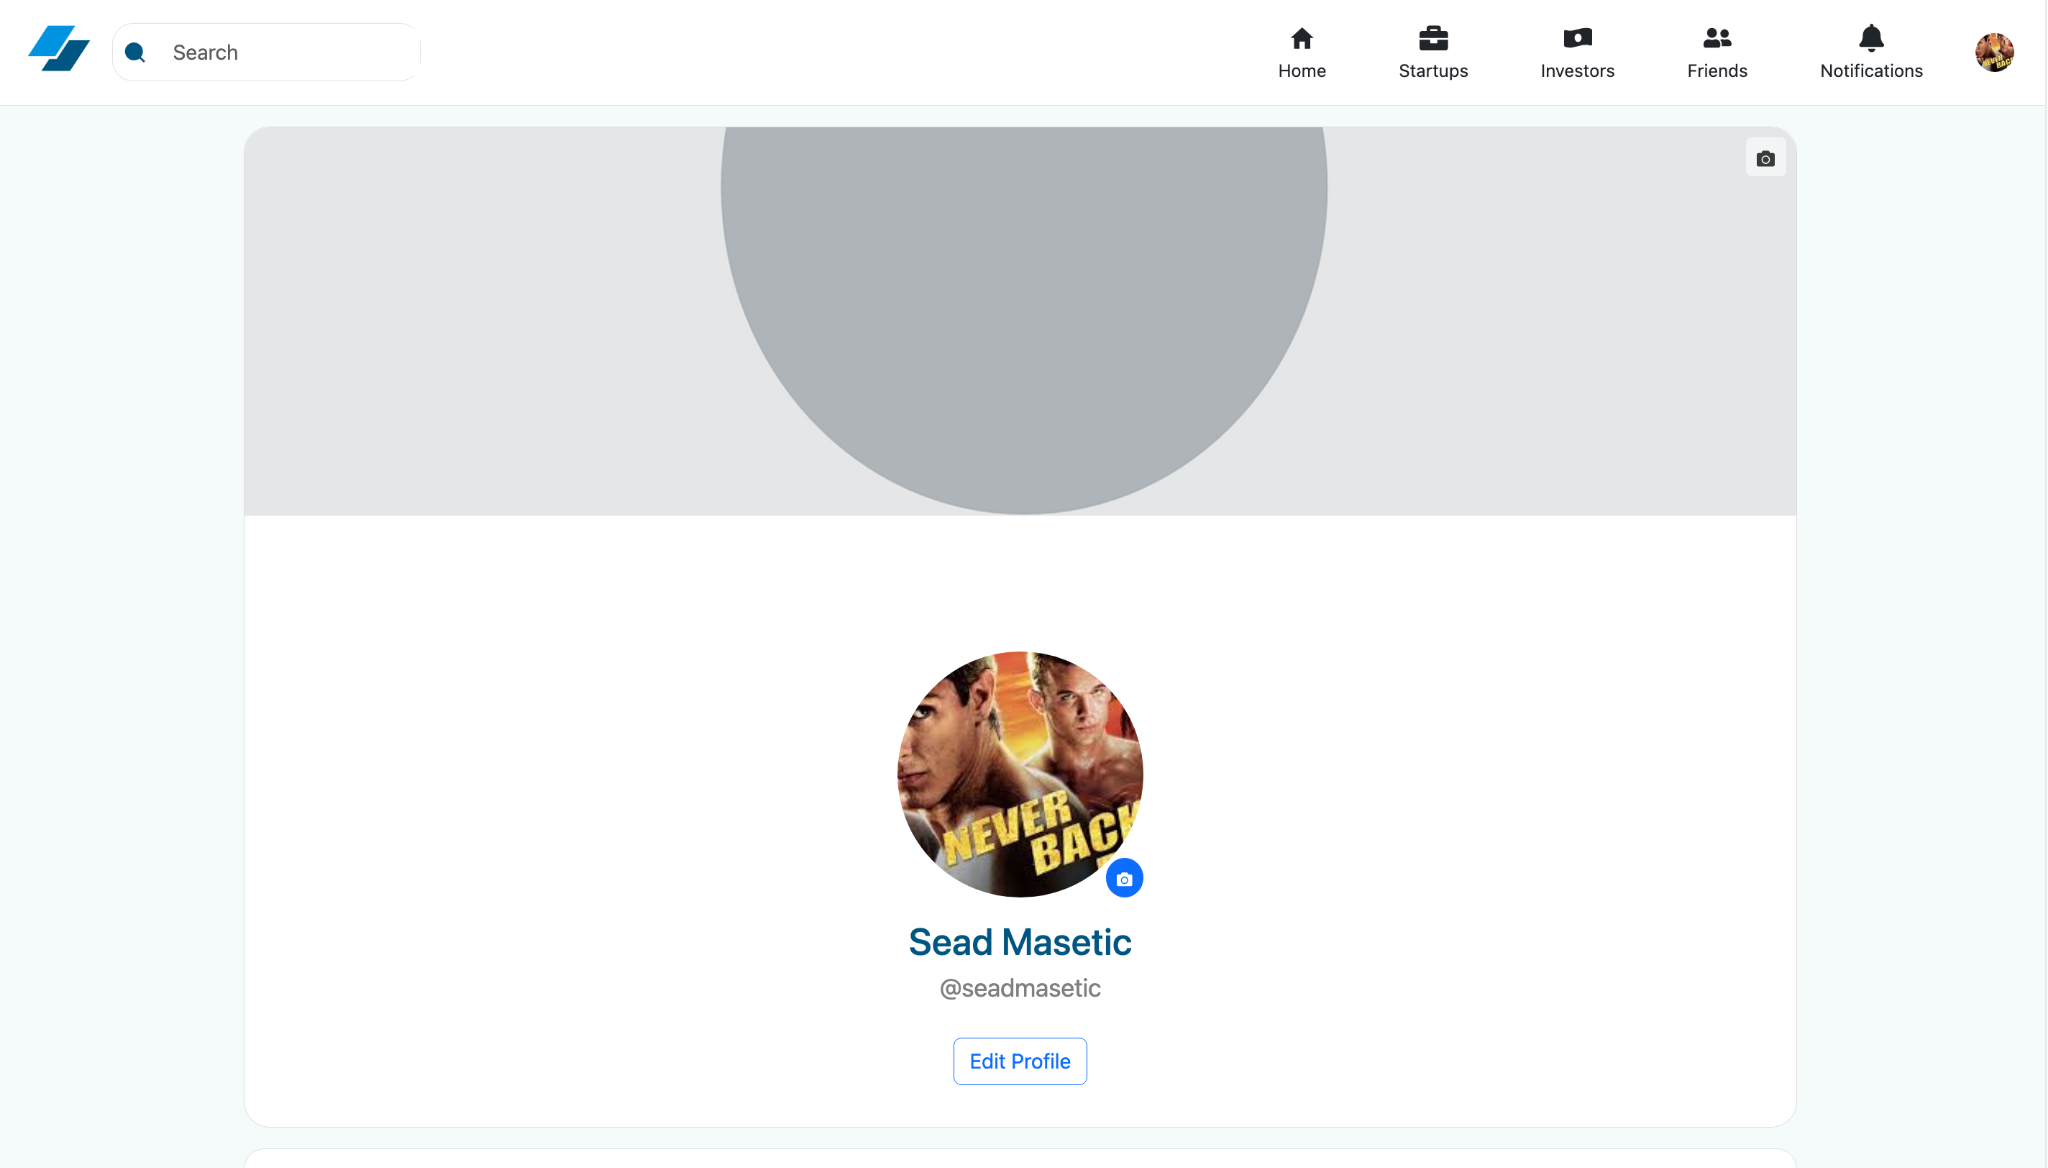 Search
Home
Startups
Investors
Friends
Notifications
NEVER
BACK
Sead Masetic
@seadmasetic
Edit Profile